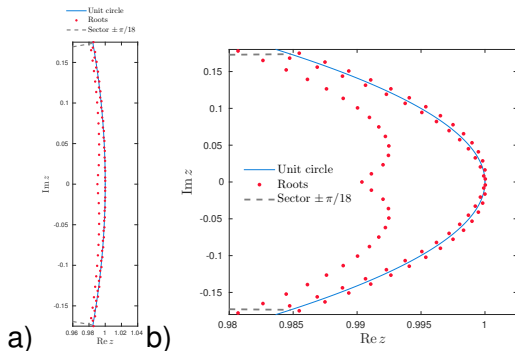 Unit circle
Roots
Sector ±π/18
0.15
0.1
0.05
0
-0.05
-0.1
-0.15
Im z
0.96 0.98 1 1.02 1.04
Re z
a)
0.15
0.1
0.05
0
-0.05
-0.1
-0.15
Im z
Unit circle
Roots
Sector ±π/18
0.98 0.985 0.99 0.995 1
Re z
b)